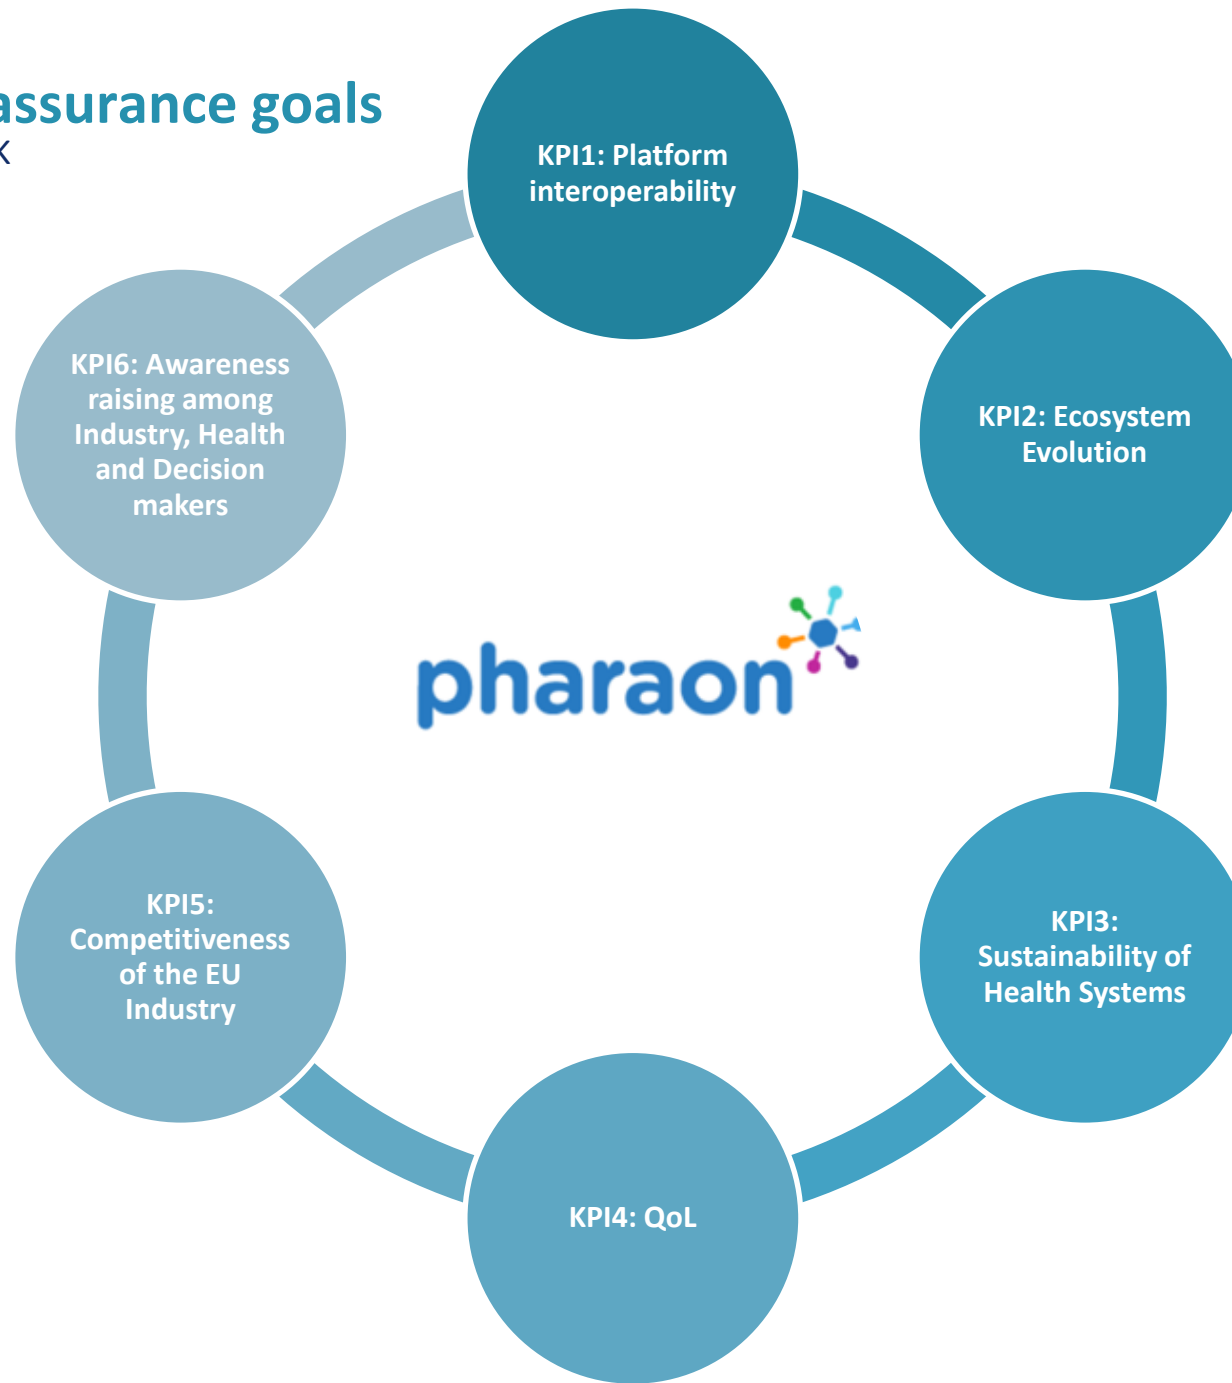 assurance goals
K
KPI1: Platform
interoperability
KPI2: Ecosystem
Evolution
KPI3:
Sustainability of
Health Systems
KPI4: QoL
KPI5:
Competitiveness
of the EU
Industry
KPI6: Awareness
raising among
Industry, Health
and Decision
makers
pharaon